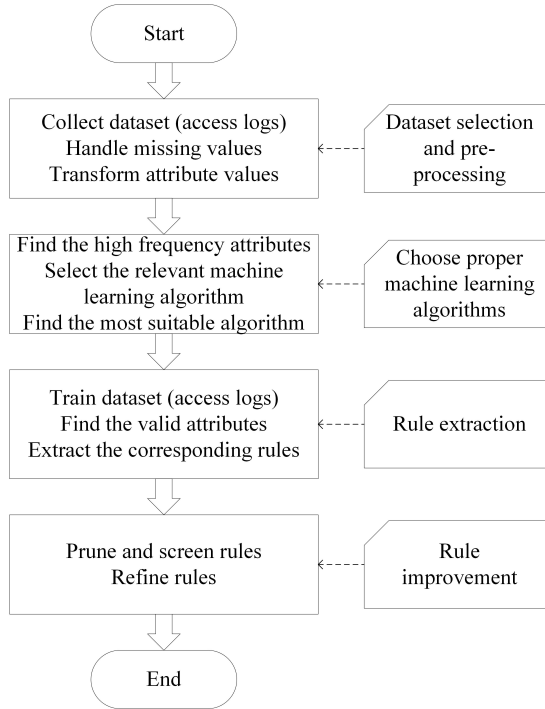 Start
Collect dataset (access logs)
Handle missing values
Transform attribute values
Dataset selection
and pre-
processing
Find the high frequency attributes
Select the relevant machine
learning algorithm
Find the most suitable algorithm
Choose proper
machine learning
algorithms
Train dataset (access logs)
Find the valid attributes
Extract the corresponding rules
Rule extraction
Prune and screen rules
Refine rules
Rule
improvement
End